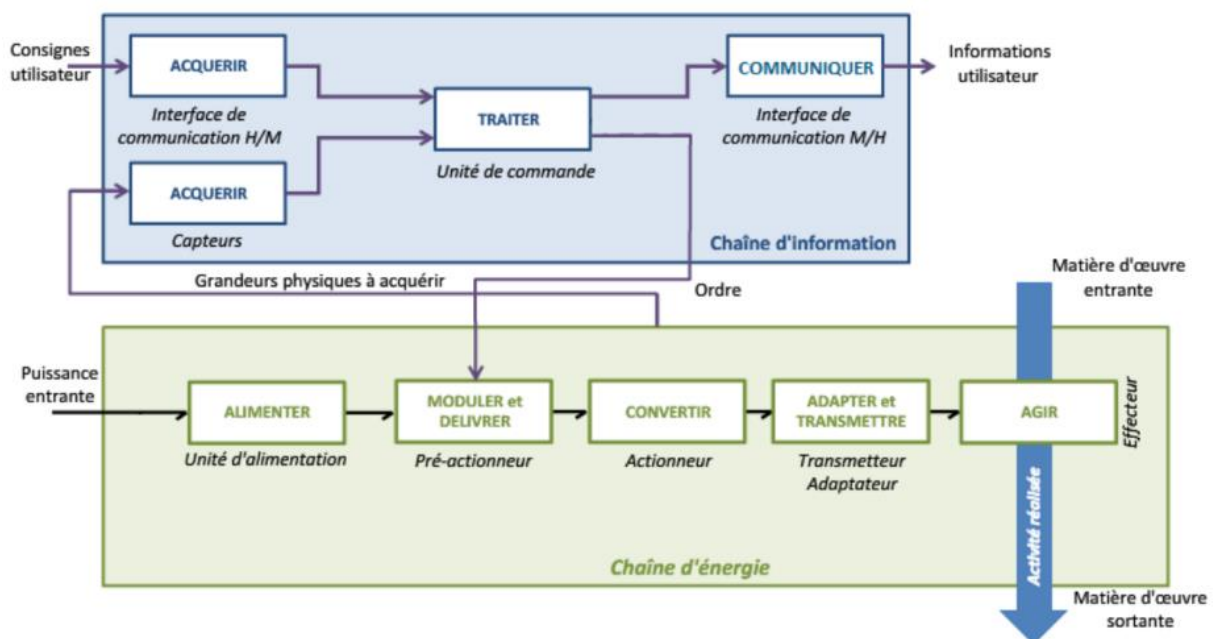 Consignes
utilisateur
ACQUERIR
Interface de
communication H/M
ACQUERIR
Capteurs
TRAITER
Unité de commande
COMMUNIQUER
Interface de
communication M/H
Informations
utilisateur
Chaîne d'information
Grandeurs physiques à acquérir
Ordre
Matière d'œuvre
entrante
Puissance
entrante
ALIMENTER
Unité d'alimentation
MODULER et
DELIVRER
Pré-actionneur
CONVERTIR
Actionneur
ADAPTER et
TRANSMETTRE
Transmetteur
Adaptateur
AGIR
Effecteur
Activité réalisée
Chaîne d'énergie
Matière d'œuvre
sortante